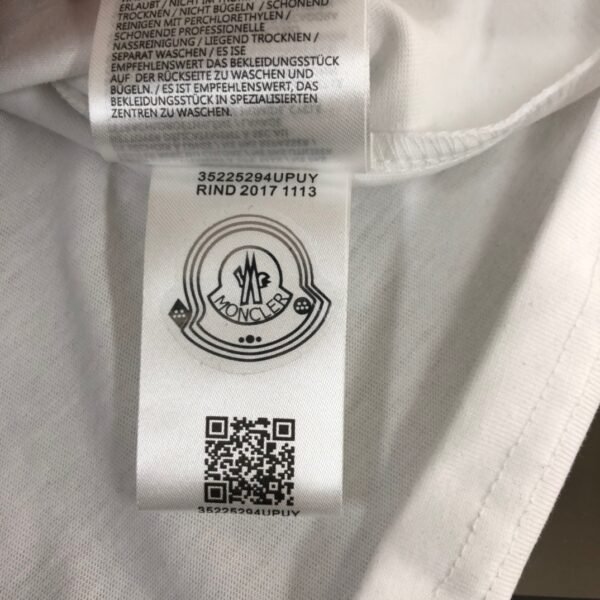 ERLAUBT / NICHT IM
TROCKNEN / NICHT BÜGELN / SCHONEND
REINIGEN MIT PERCHLORETHYLEN /
SCHONENDE PROFESSIONELLE
NASSREINIGUNG / LIEGEND TROCKNEN /
SEPARAT WASCHEN / ES ISE
EMPFEHLENSWERT DAS BEKLEIDUNGSSTÜCK
AUF DER RÜCKSEITE ZU WASCHEN UND
BÜGELN. / ES IST EMPFEHLENSWERT, DAS
BEKLEIDUNGSSTÜCK IN SPEZIALISIERTEN
ZENTREN ZU WASCHEN.
35225294UPUY
RIND 2017 1113
MONCLER
35225294UPUY